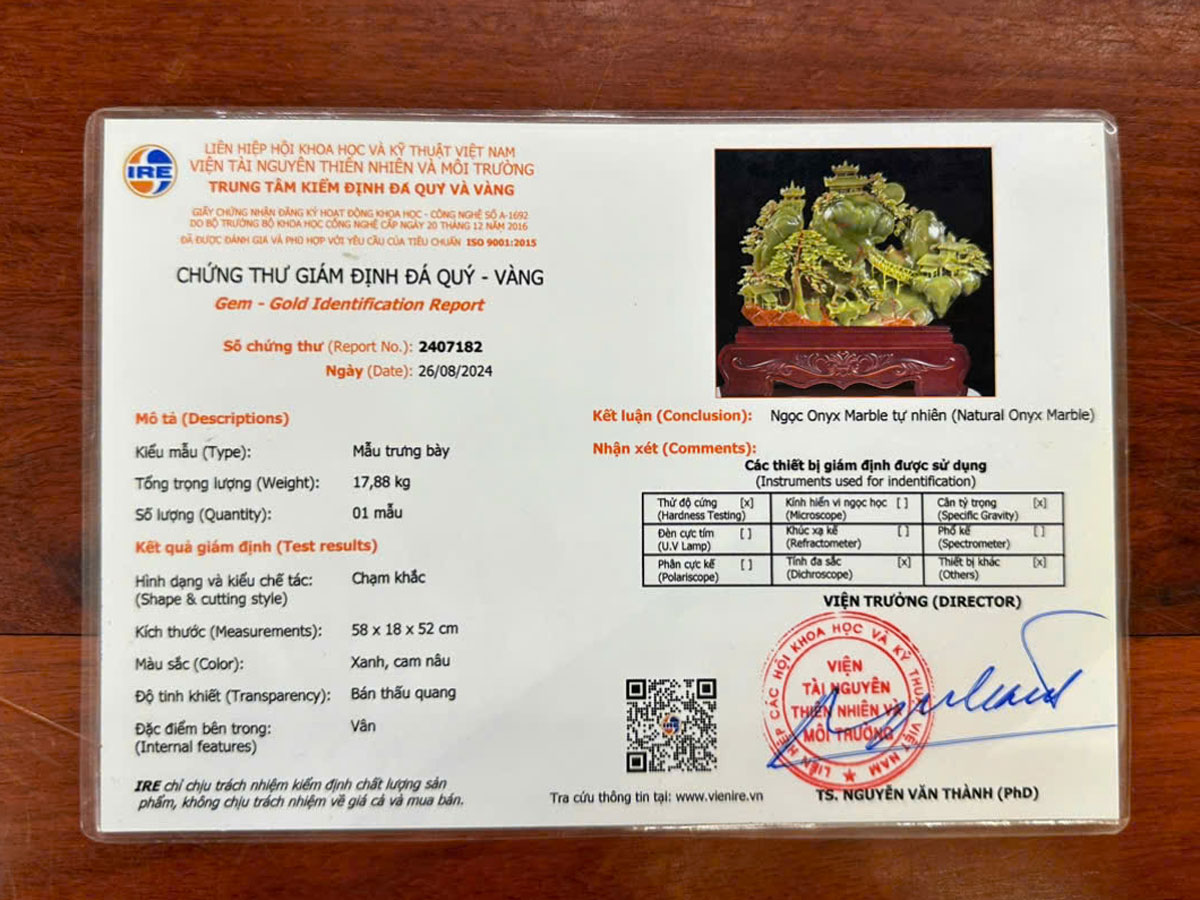 IRE
LIÊN HIỆP HỘI KHOA HỌC VÀ KỸ THUẬT VIỆT NAM
VIỆN TÀI NGUYÊN THIÊN NHIÊN VÀ MÔI TRƯỜNG
TRUNG TÂM KIỂM ĐỊNH ĐÁ QUÝ VÀ VÀNG
GIẤY CHỨNG NHẬN ĐĂNG KÝ HOẠT ĐỘNG KHOA HỌC - CÔNG NGHỆ SỐ A-1692
DO BỘ TRƯỞNG BỘ KHOA HỌC CÔNG NGHỆ CẤP NGÀY 20 THÁNG 12 NĂM 2016
ĐÃ ĐƯỢC ĐÁNH GIÁ VÀ PHÙ HỢP VỚI YÊU CẦU CỦA TIÊU CHUẨN ISO 9001:2015
CHỨNG THƯ GIÁM ĐỊNH ĐÁ QUÝ - VÀNG
Gem - Gold Identification Report
Số chứng thư (Report No.): 2407182
Ngày (Date): 26/08/2024
Mô tả (Descriptions)
Kiểu mẫu (Type): Mẫu trưng bày
Tổng trọng lượng (Weight): 17,88 kg
Số lượng (Quantity): 01 mẫu
Kết quả giám định (Test results)
Hình dạng và kiểu chế tác: Chạm khắc
(Shape & cutting style)
Kích thước (Measurements): 58 x 18 x 52 cm
Màu sắc (Color): Xanh, cam nâu
Độ tinh khiết (Transparency): Bán thấu quang
Đặc điểm bên trong: Vân
(Internal features)
IRE chỉ chịu trách nhiệm kiểm định chất lượng sản
phẩm, không chịu trách nhiệm về giá cả và mua bán.
Kết luận (Conclusion): Ngọc Onyx Marble tự nhiên (Natural Onyx Marble)
Nhận xét (Comments):
Các thiết bị giám định được sử dụng
(Instruments used for indentification)
Thử độ cứng [x] Kính hiển vi ngọc học [ ] Cân tỷ trọng [x]
(Hardness Testing) (Microscope) (Specific Gravity)
Đèn cực tím [ ] Khúc xạ kế [ ] Phổ kế [ ]
(U.V Lamp) (Refractometer) (Spectrometer)
Phân cực kế [ ] Tính đa sắc [x] Thiết bị khác [x]
(Polariscope) (Dichroscope) (Others)
VIỆN TRƯỞNG (DIRECTOR)
LIÊN HIỆP CÁC HỘI KHOA HỌC VÀ KỸ THUẬT VIỆT NAM
VIỆN
TÀI NGUYÊN
THIÊN NHIÊN VÀ
MÔI TRƯỜNG
TS. NGUYỄN VĂN THÀNH (PhD)
Tra cứu thông tin tại: www.vienire.vn